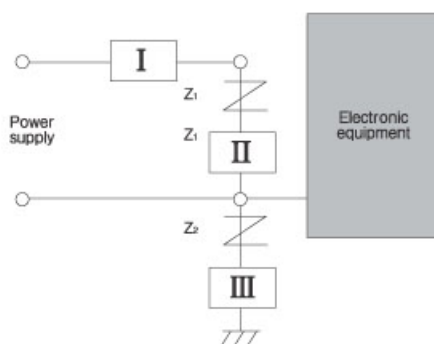 I
Z₁
Power
supply
Z₁
II
Electronic
equipment
Z₂
III